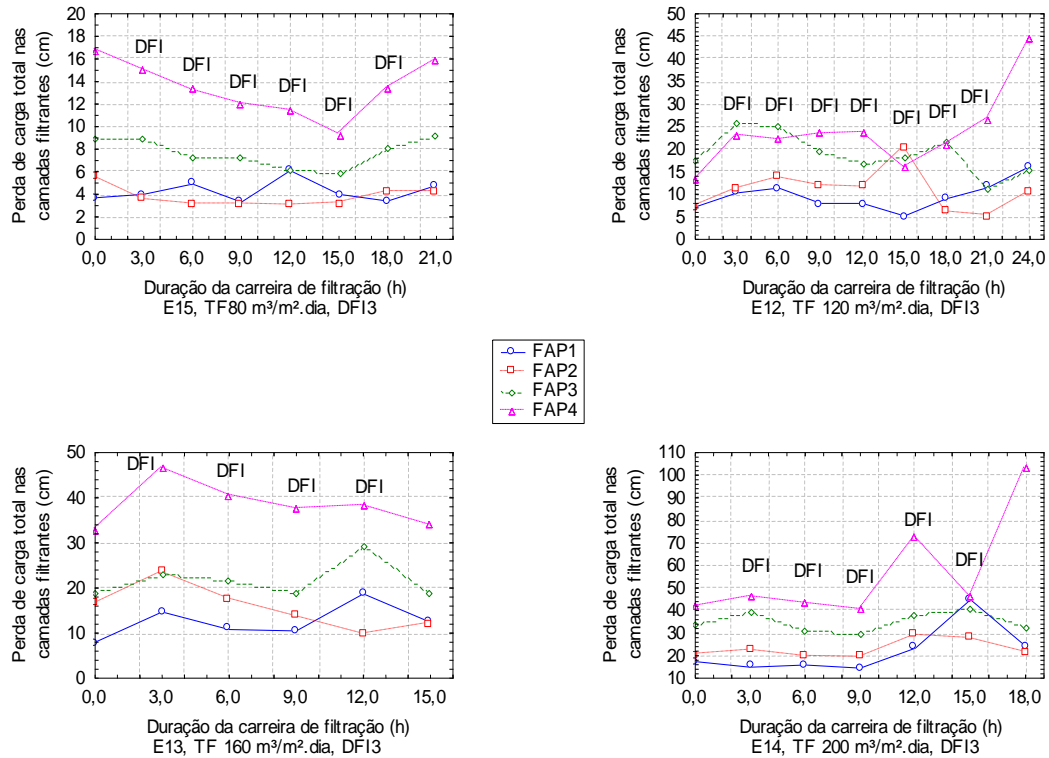 Perda de carga total nas
camadas filtrantes (cm)
20
18
16
14
12
10
8
6
4
2
0
DFI
DFI
DFI
DFI
DFI
DFI
0,0 3,0 6,0 9,0 12,0 15,0 18,0 21,0
Duração da carreira de filtração (h)
E15, TF80 m³/m².dia, DFI3
Perda de carga total nas
camadas filtrantes (cm)
50
45
40
35
30
25
20
15
10
5
0
DFI
DFI
DFI
DFI
DFI
DFI
DFI
0,0 3,0 6,0 9,0 12,0 15,0 18,0 21,0 24,0
Duração da carreira de filtração (h)
E12, TF 120 m³/m².dia, DFI3
FAP1
FAP2
FAP3
FAP4
Perda de carga total nas
camadas filtrantes (cm)
50
40
30
20
10
0
DFI
DFI
DFI
DFI
0,0 3,0 6,0 9,0 12,0 15,0
Duração da carreira de filtração (h)
E13, TF 160 m³/m².dia, DFI3
Perda de carga total nas
camadas filtrantes (cm)
110
100
90
80
70
60
50
40
30
20
10
DFI
DFI
DFI
DFI
DFI
0,0 3,0 6,0 9,0 12,0 15,0 18,0
Duração da carreira de filtração (h)
E14, TF 200 m³/m².dia, DFI3